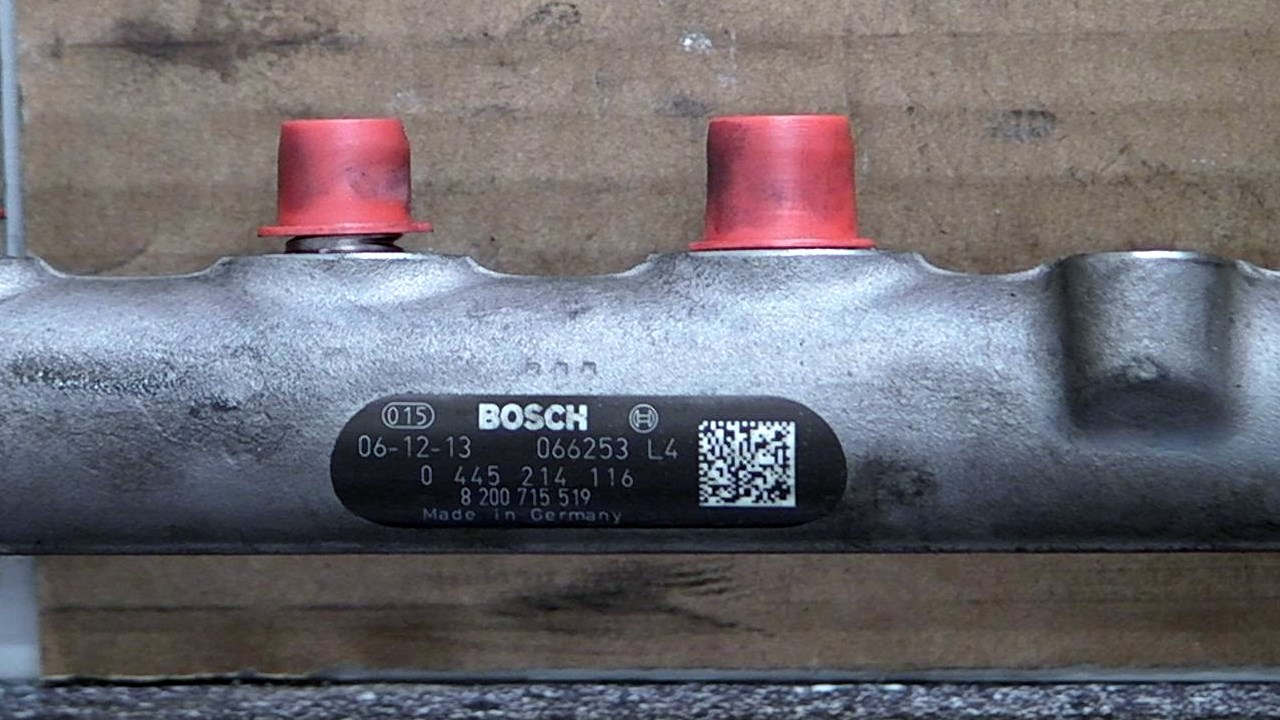 015 BOSCH
06-12-13 066253 L4
0 445 214 116
8 200 715 519
Made in Germany